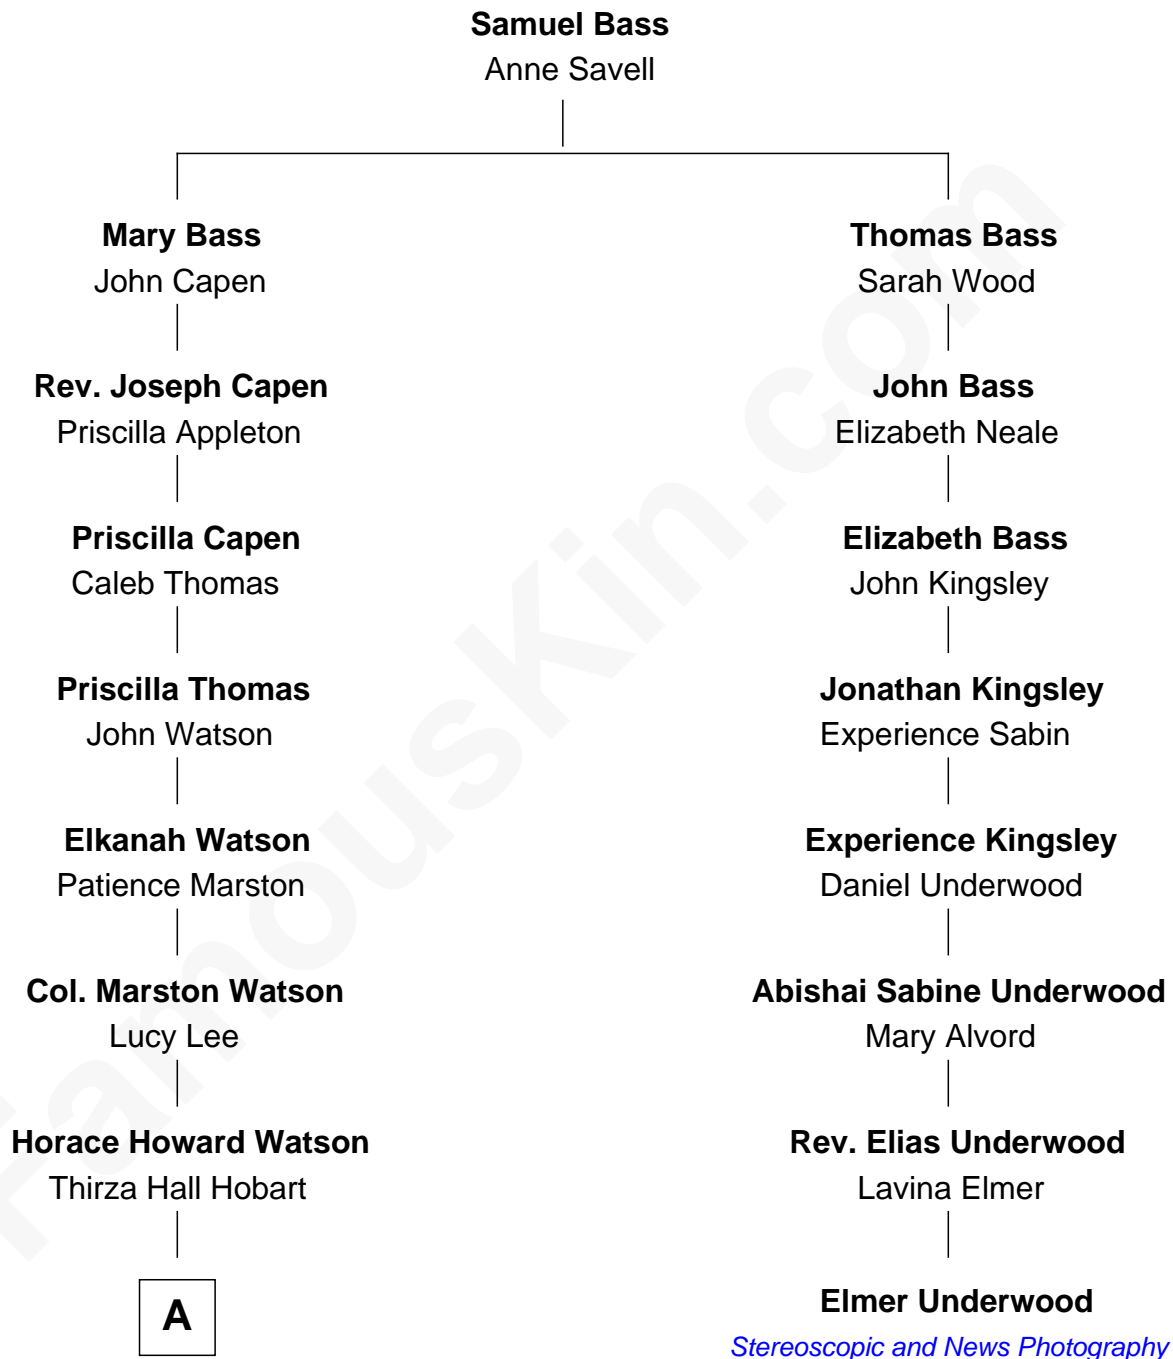 Samuel Bass
Anne Savell
Mary Bass
John Capen
Thomas Bass
Sarah Wood
Rev. Joseph Capen
Priscilla Appleton
John Bass
Elizabeth Neale
Priscilla Capen
Caleb Thomas
Elizabeth Bass
John Kingsley
Priscilla Thomas
John Watson
Jonathan Kingsley
Experience Sabin
Elkanah Watson
Patience Marston
Experience Kingsley
Daniel Underwood
Col. Marston Watson
Lucy Lee
Abishai Sabine Underwood
Mary Alvord
Horace Howard Watson
Thirza Hall Hobart
Rev. Elias Underwood
Lavina Elmer
A
Elmer Underwood
Stereoscopic and News Photography
FamousKin.com